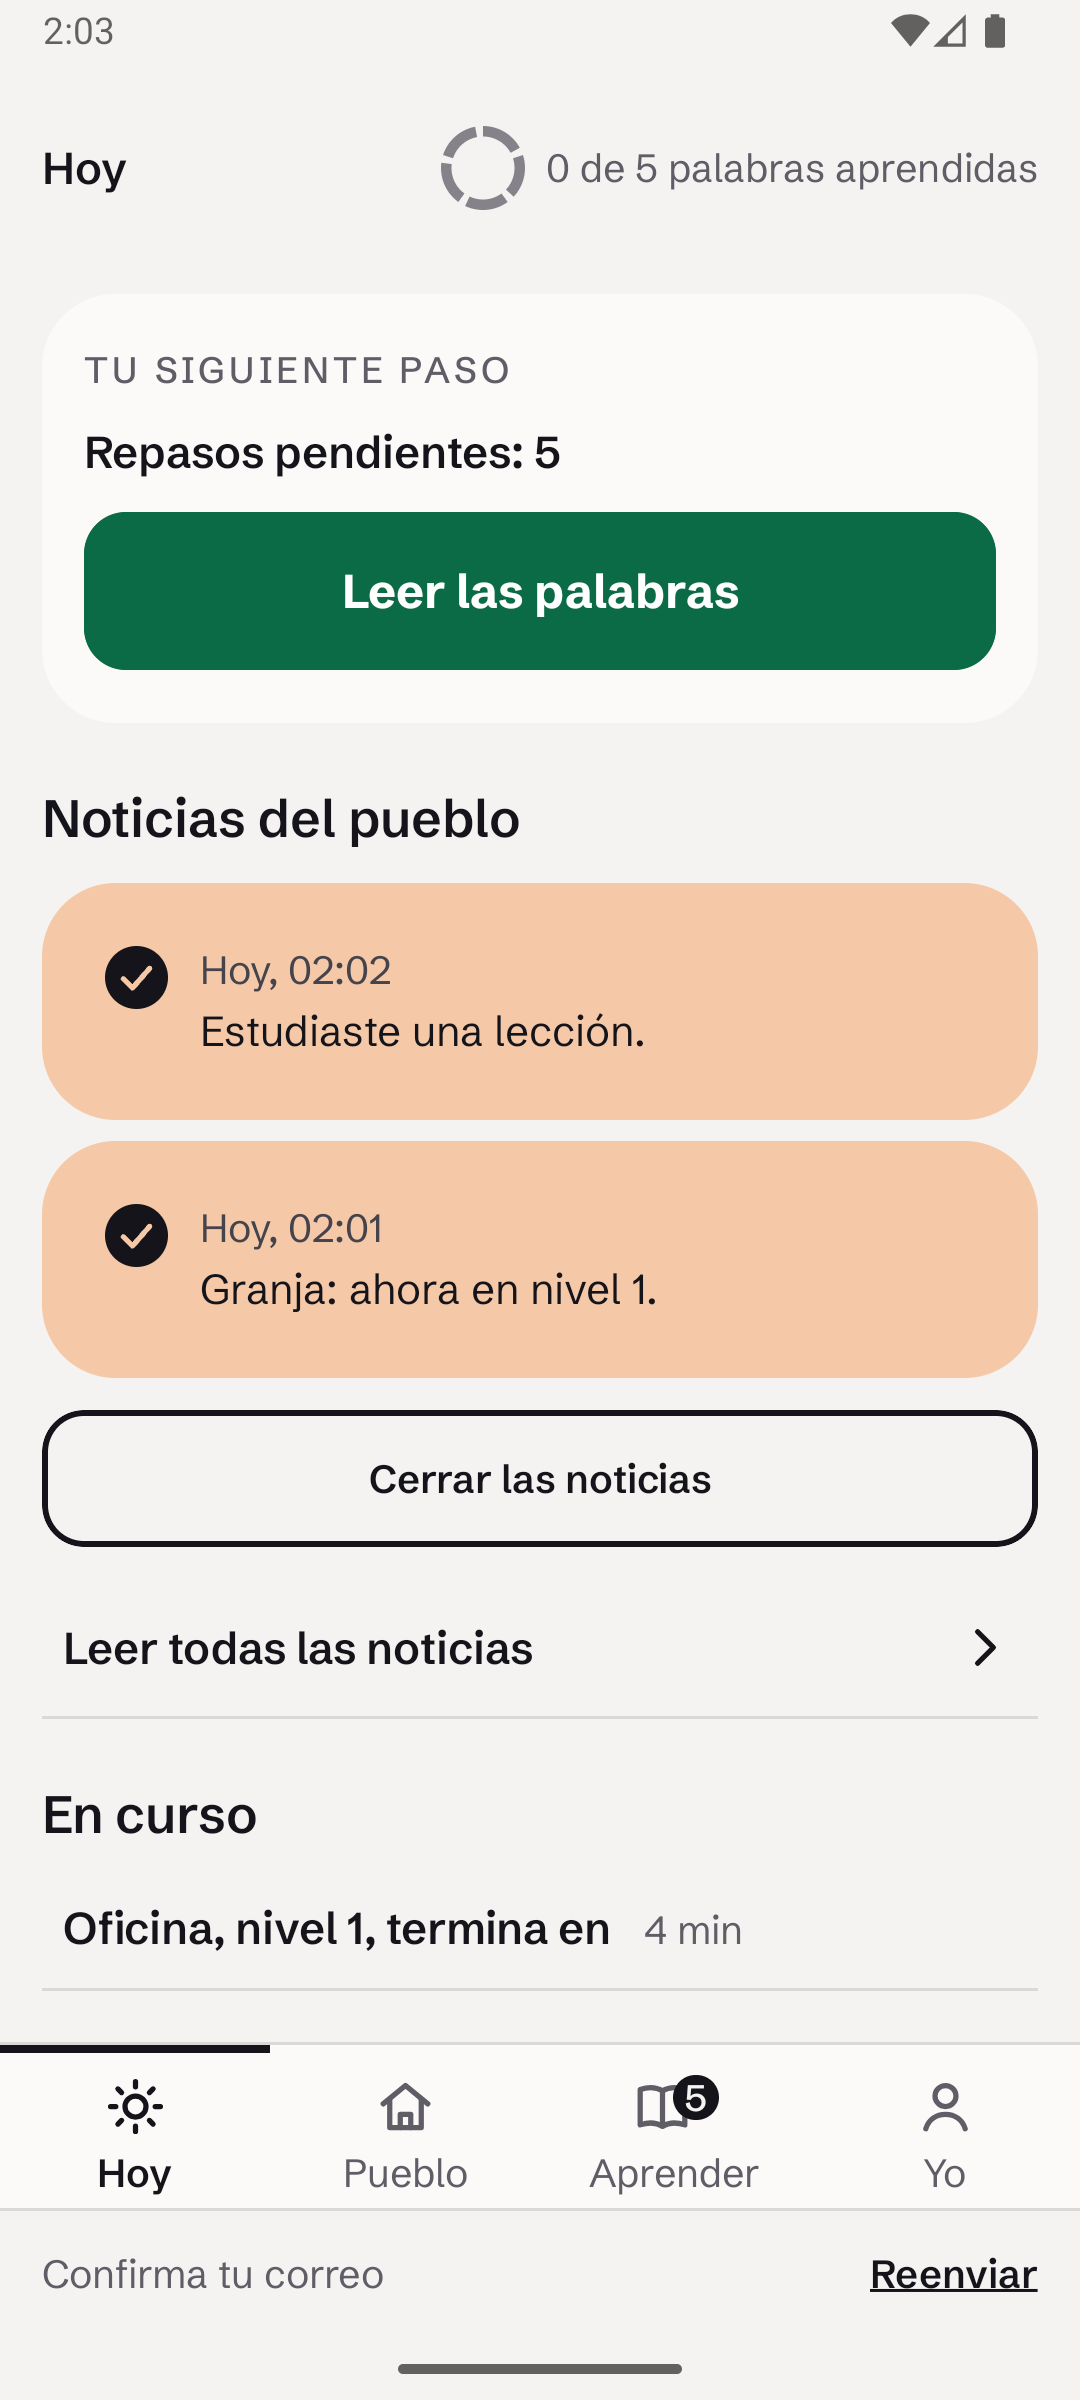 2:03
Hoy
0 de 5 palabras aprendidas
TU SIGUIENTE PASO
Repasos pendientes: 5
Leer las palabras
Noticias del pueblo
Hoy, 02:02
Estudiaste una lección.
Hoy, 02:01
Granja: ahora en nivel 1.
Cerrar las noticias
Leer todas las noticias
En curso
Oficina, nivel 1, termina en 4 min
5
Hoy
Pueblo
Aprender
Yo
Confirma tu correo
Reenviar